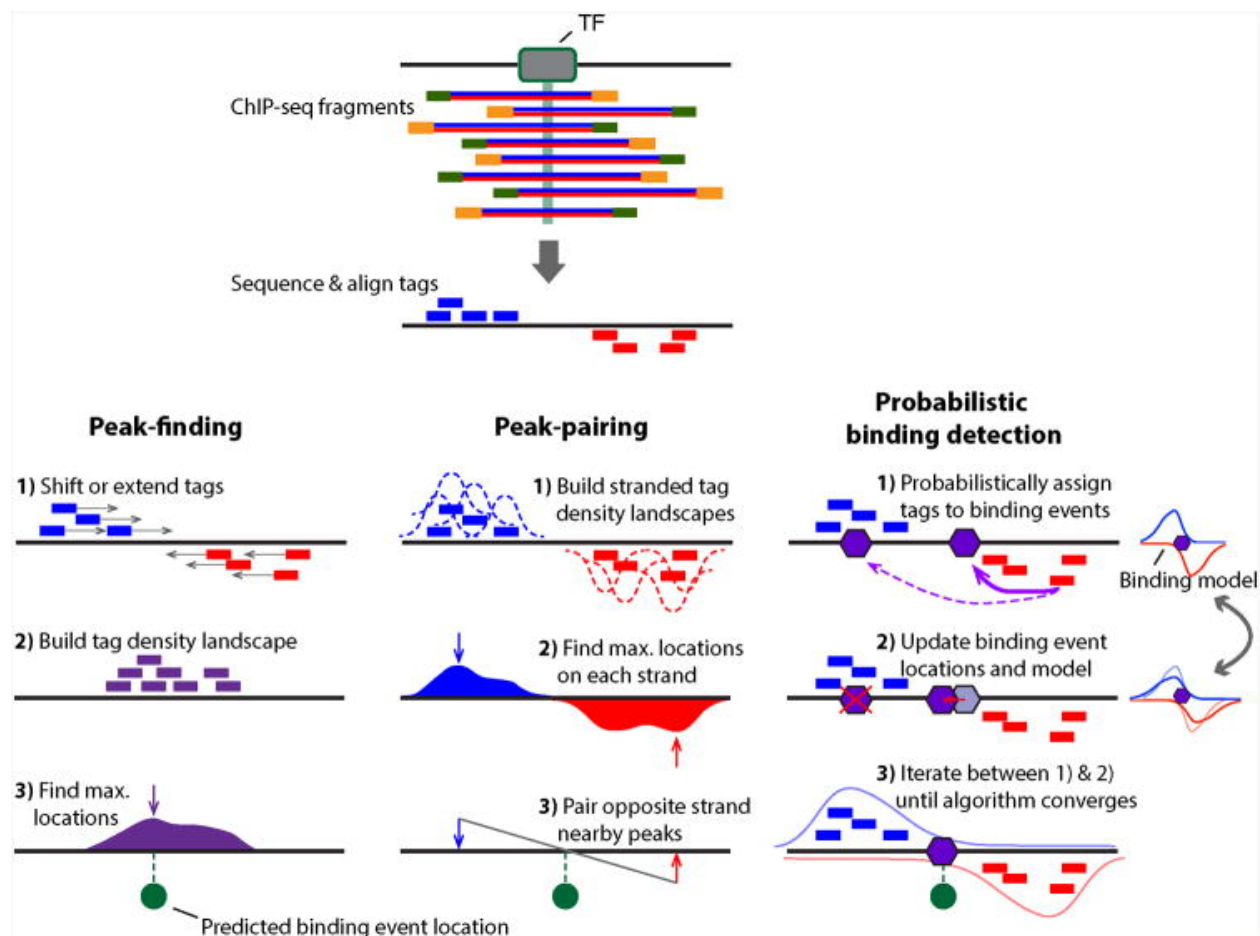 TF
ChIP-seq fragments
Sequence & align tags
Peak-finding
1) Shift or extend tags
2) Build tag density landscape
3) Find max.
locations
Predicted binding event location
Peak-pairing
1) Build stranded tag
density landscapes
2) Find max. locations
on each strand
3) Pair opposite strand
nearby peaks
Probabilistic
binding detection
1) Probabilistically assign
tags to binding events
Binding model
2) Update binding event
locations and model
3) Iterate between 1) & 2)
until algorithm converges